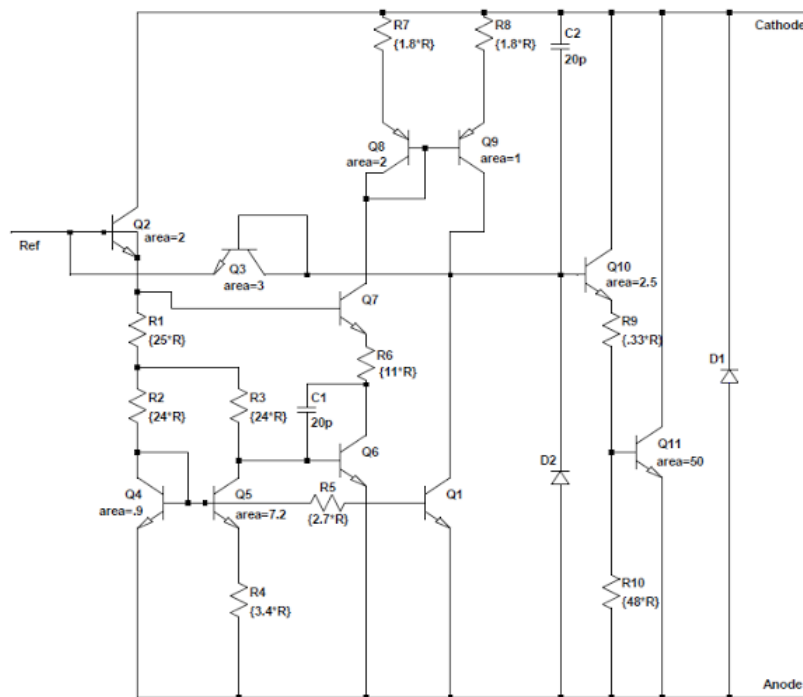 R7
{1.8*R}
R8
{1.8*R}
C2
20p
Cathode
Q8
area=2
Q9
area=1
Q2
area=2
Ref
Q3
area=3
Q10
area=2.5
Q7
R1
{25*R}
R9
{.33*R}
R6
{11*R}
R2
{24*R}
R3
{24*R}
C1
20p
D1
Q11
area=50
Q4
area=.9
Q5
area=7.2
R5
{2.7*R}
Q6
Q1
D2
R4
{3.4*R}
R10
{48*R}
Anode